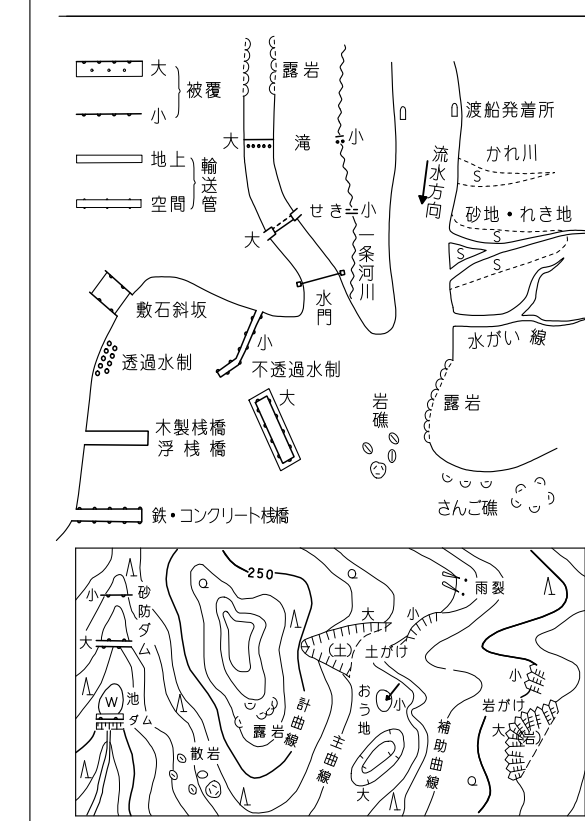 大
被覆
小
地上
輸送管
空間
露岩
大
滝
小
せき
小
大
一条河川
水門
渡船発着所
流水方向
かれ川
S
砂地・れき地
S
S
S
水がい線
敷石斜坂
透過水制
小
不透過水制
大
木製桟橋
浮桟橋
鉄・コンクリート桟橋
岩礁
露岩
さんご礁
小
砂防ダム
大
W
池
ダム
250
露岩
散岩
計曲線
主曲線
大
小
(土)
土がけ
おう地
小
大
補助曲線
雨裂
小
岩がけ
大
(岩)